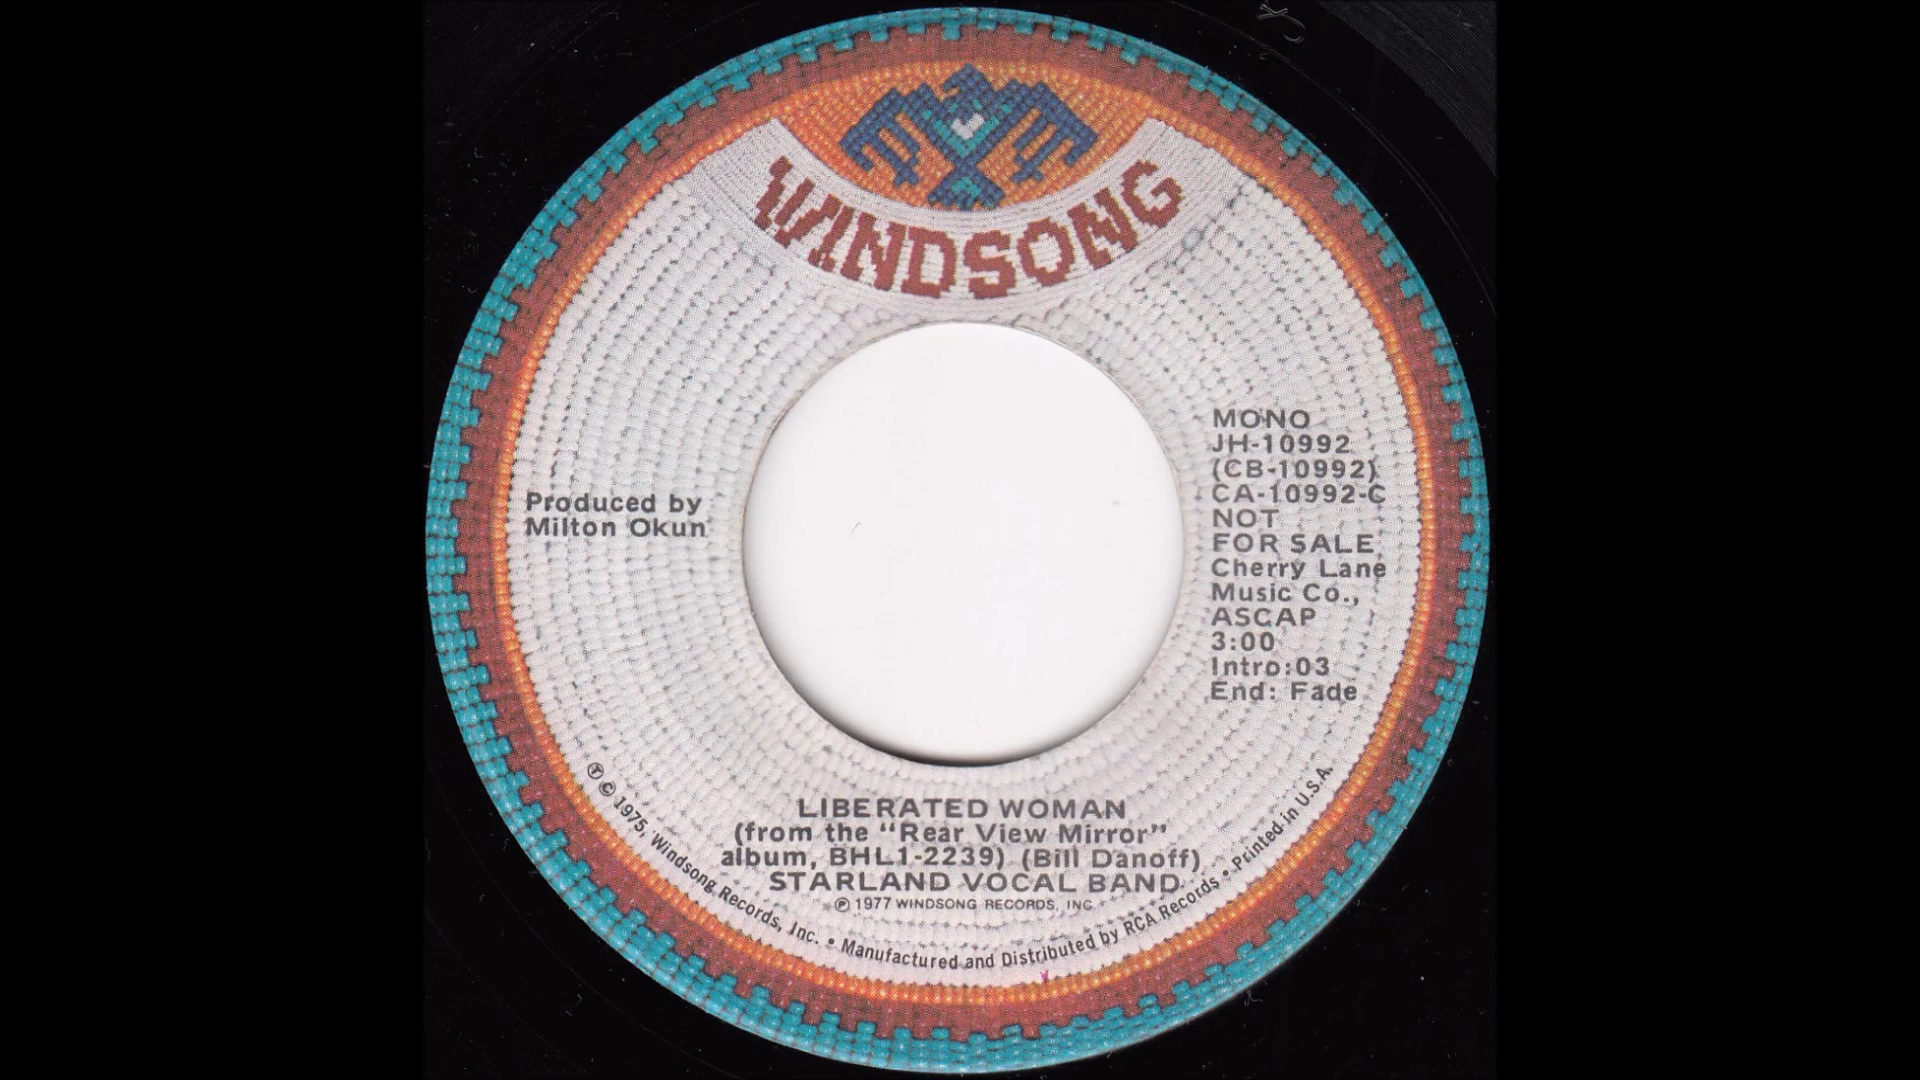 WINDSONG
Produced by
Milton Okun
MONO
JH-10992
(CB-10992)
CA-10992-C
NOT
FOR SALE
Cherry Lane
Music Co.,
ASCAP
3:00
Intro:03
End: Fade
LIBERATED WOMAN
(from the "Rear View Mirror"
album, BHL1-2239) (Bill Danoff)
STARLAND VOCAL BAND
℗ 1977 WINDSONG RECORDS, INC.
Ⓣ © 1975, Windsong Records, Inc. • Manufactured and Distributed by RCA Records • Printed in U.S.A.